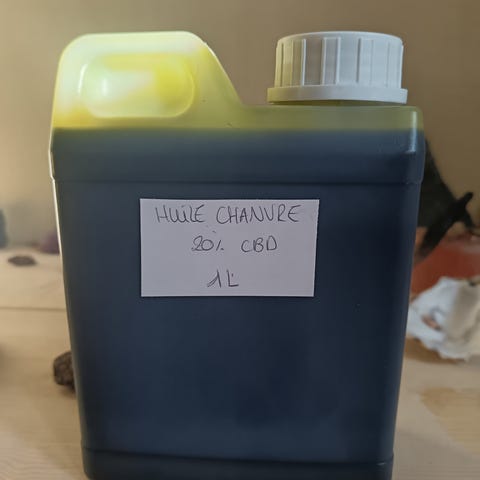 HUILE CHANVRE
20% CBD
1L